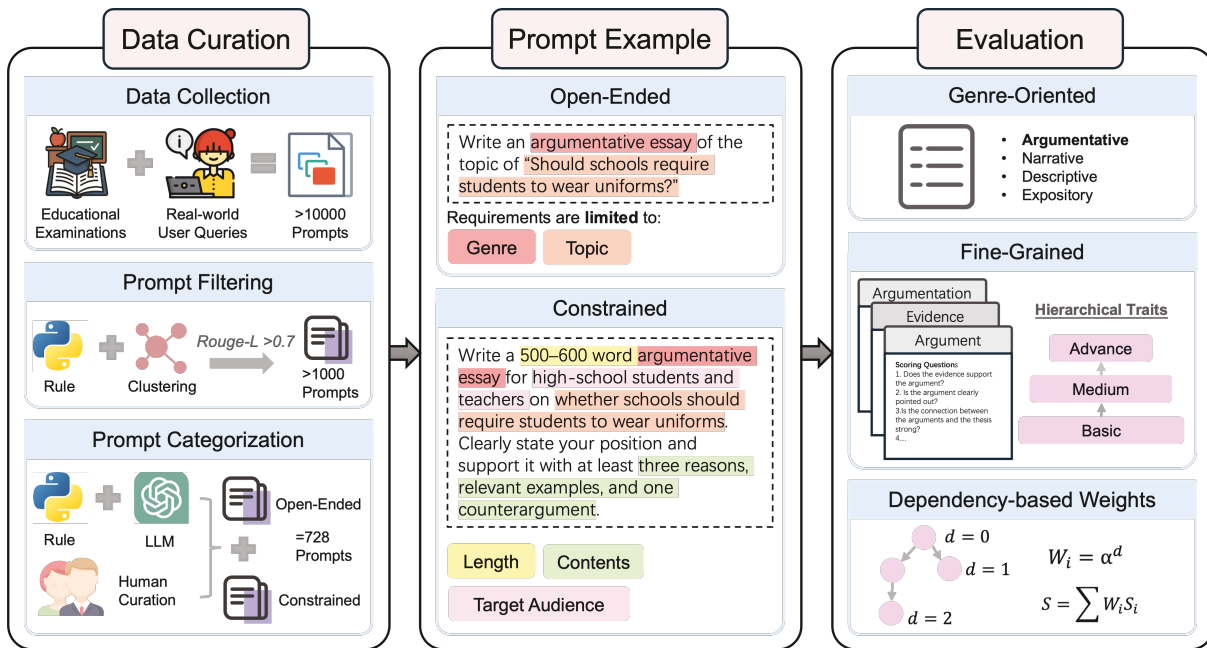 Data Curation
Data Collection
Educational
Examinations
Real-world
User Queries
>10000
Prompts
Prompt Filtering
Rule
Clustering
Rouge-L >0.7
>1000
Prompts
Prompt Categorization
Rule
LLM
Human
Curation
Open-Ended
=728
Prompts
Constrained
Prompt Example
Open-Ended
Write an argumentative essay of the
topic of “Should schools require
students to wear uniforms?”
Requirements are limited to:
Genre
Topic
Constrained
Write a 500–600 word argumentative
essay for high-school students and
teachers on whether schools should
require students to wear uniforms.
Clearly state your position and
support it with at least three reasons,
relevant examples, and one
counterargument.
Length
Contents
Target Audience
Evaluation
Genre-Oriented
• Argumentative
• Narrative
• Descriptive
• Expository
Fine-Grained
Argumentation
Evidence
Argument
Scoring Questions
1. Does the evidence support
the argument?
2. Is the argument clearly
pointed out?
3.Is the connection between
the arguments and the thesis
strong?
4...
Hierarchical Traits
Advance
Medium
Basic
Dependency-based Weights
d = 0
d = 1
d = 2
Wᵢ = αᵈ
S = ∑ WᵢSᵢ